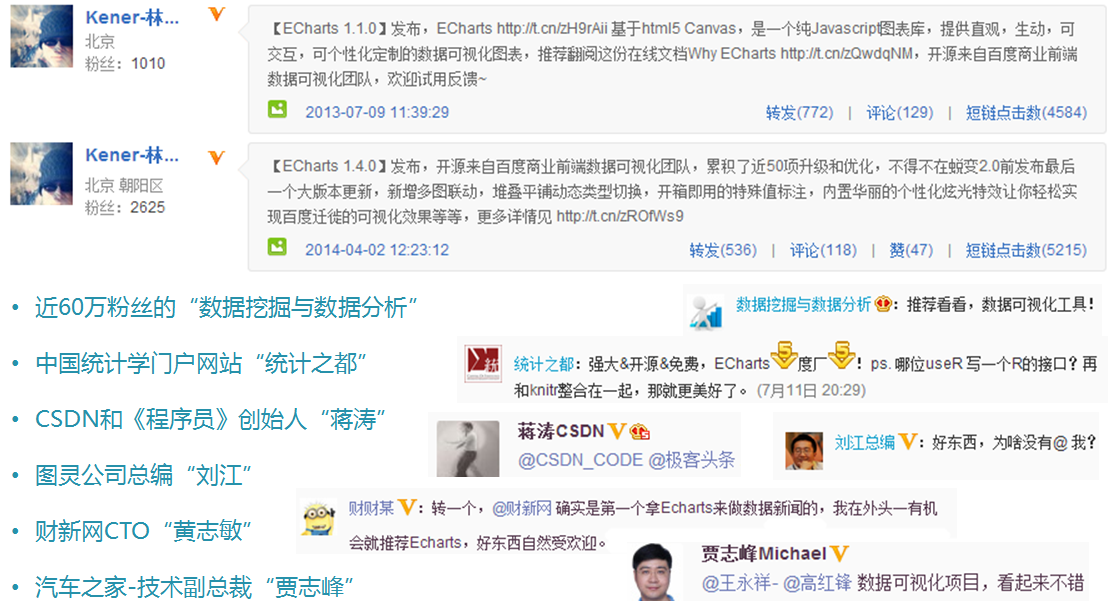 Kener-林...
北京
粉丝：1010
【ECharts 1.1.0】发布，ECharts http://t.cn/zH9rAii 基于html5 Canvas，是一个纯Javascript图表库，提供直观，生动，可
交互，可个性化定制的数据可视化图表，推荐翻阅这份在线文档Why ECharts http://t.cn/zQwdqNM，开源来自百度商业前端
数据可视化团队，欢迎试用反馈~
2013-07-09 11:39:29 转发(772) | 评论(129) | 短链点击数(4584)
Kener-林...
北京 朝阳区
粉丝：2625
【ECharts 1.4.0】发布，开源来自百度商业前端数据可视化团队，累积了近50项升级和优化，不得不在蜕变2.0前发布最后
一个大版本更新，新增多图联动，堆叠平铺动态类型切换，开箱即用的特殊值标注，内置华丽的个性化炫光特效让你轻松实
现百度迁徙的可视化效果等等，更多详情见 http://t.cn/zROfWs9
2014-04-02 12:23:12 转发(536) | 评论(118) | 赞(47) | 短链点击数(5215)
• 近60万粉丝的“数据挖掘与数据分析”
数据挖掘与数据分析：推荐看看，数据可视化工具！
• 中国统计学门户网站“统计之都”
统计之都：强大&开源&免费，ECharts 度厂！ps. 哪位useR 写一个R的接口？再
和knitr整合在一起，那就更美好了。 (7月11日 20:29)
• CSDN和《程序员》创始人“蒋涛”
蒋涛CSDN
@CSDN_CODE @极客头条
刘江总编：好东西，为啥没有@ 我？
• 图灵公司总编“刘江”
• 财新网CTO“黄志敏”
财财某：转一个，@财新网 确实是第一个拿Echarts来做数据新闻的，我在外头一有机
会就推荐Echarts，好东西自然受欢迎。
• 汽车之家-技术副总裁“贾志峰”
贾志峰Michael
@王永祥- @高红锋 数据可视化项目，看起来不错